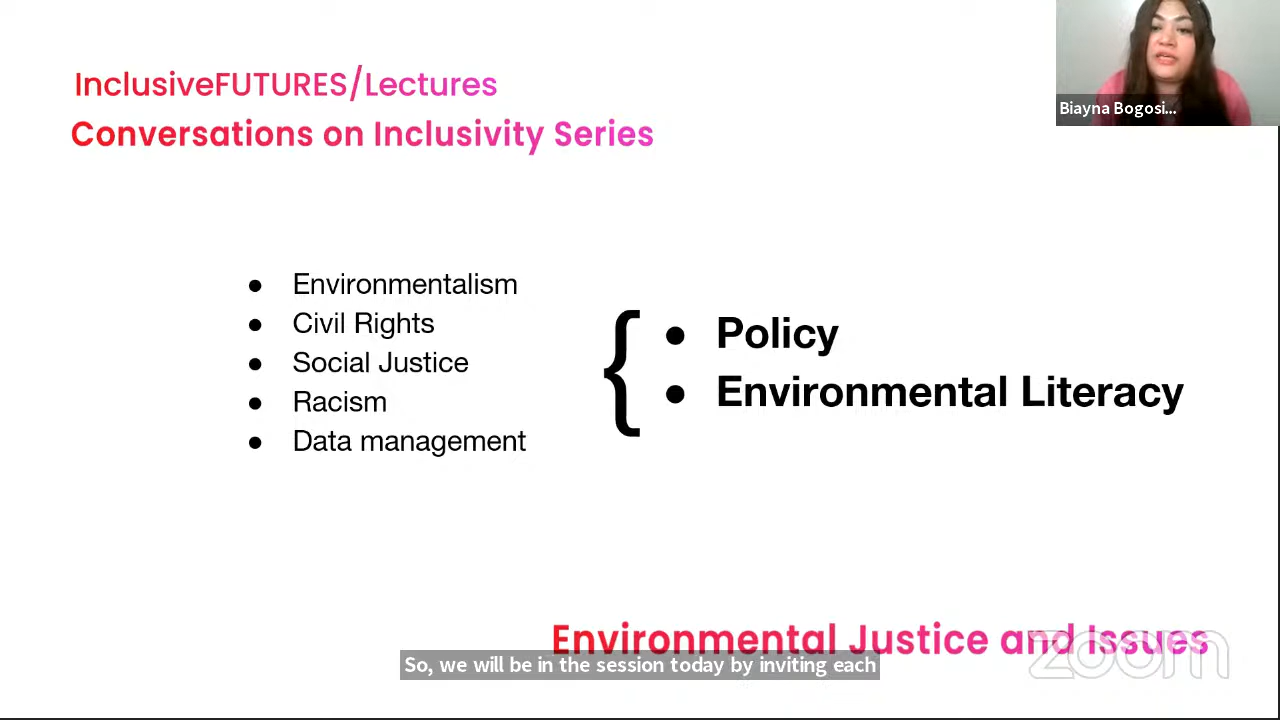 InclusiveFUTURES/Lectures
Conversations on Inclusivity Series
Biayna Bogosi...
● Environmentalism
● Civil Rights
● Social Justice
● Racism
● Data management
{
● Policy
● Environmental Literacy
Environmental Justice and Issues
zoom
So, we will be in the session today by inviting each